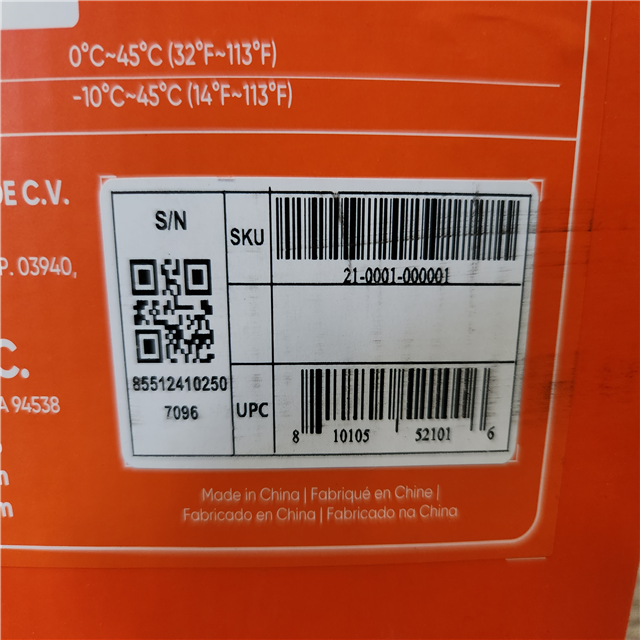 0°C~45°C (32°F~113°F)
-10°C~45°C (14°F~113°F)
DE C.V.
P. 03940,
C.
A 94538
n
m
S/N
85512410250
7096
SKU
21-0001-000001
UPC
8 10105 52101 6
Made in China | Fabriqué en Chine |
Fabricado en China | Fabricado na China